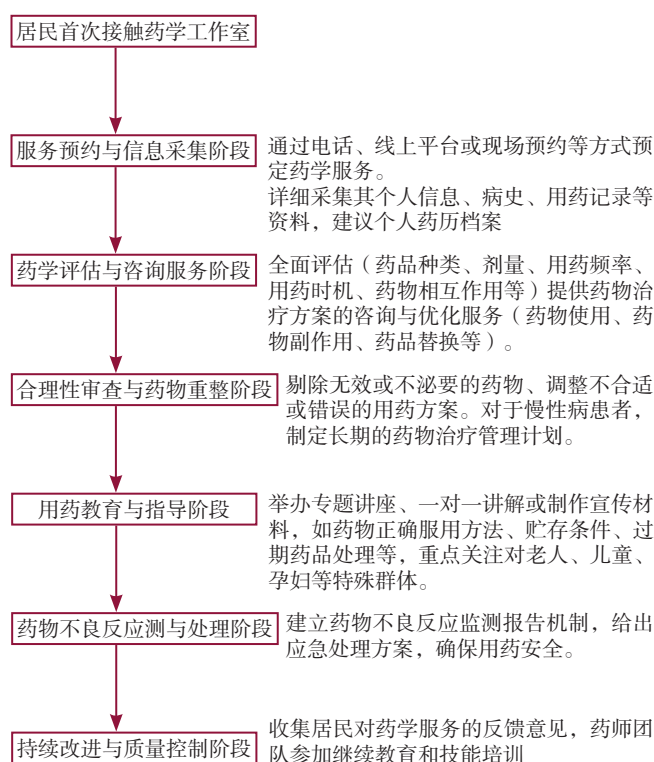 居民首次接触药学工作室
服务预约与信息采集阶段
通过电话、线上平台或现场预约等方式预
定药学服务。
详细采集其个人信息、病史、用药记录等
资料，建议个人药历档案
药学评估与咨询服务阶段
全面评估（药品种类、剂量、用药频率、
用药时机、药物相互作用等）提供药物治
疗方案的咨询与优化服务（药物使用、药
物副作用、药品替换等）。
合理性审查与药物重整阶段
剔除无效或不泌要的药物、调整不合适
或错误的用药方案。对于慢性病患者，
制定长期的药物治疗管理计划。
用药教育与指导阶段
举办专题讲座、一对一讲解或制作宣传材
料，如药物正确服用方法、贮存条件、过
期药品处理等，重点关注对老人、儿童、
孕妇等特殊群体。
药物不良反应测与处理阶段
建立药物不良反应监测报告机制，给出
应急处理方案，确保用药安全。
持续改进与质量控制阶段
收集居民对药学服务的反馈意见，药师团
队参加继续教育和技能培训